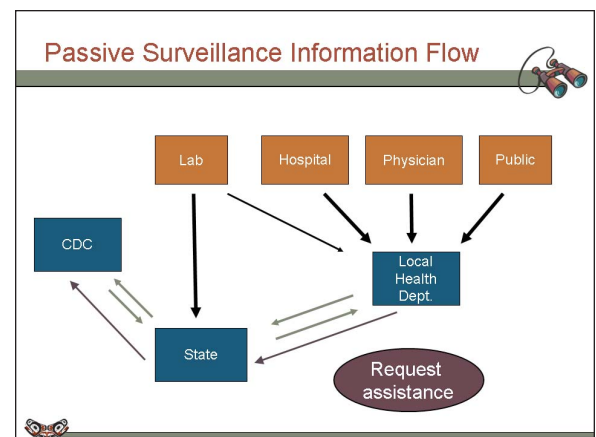 Passive Surveillance Information Flow
Lab
Hospital
Physician
Public
CDC
Local
Health
Dept.
State
Request
assistance